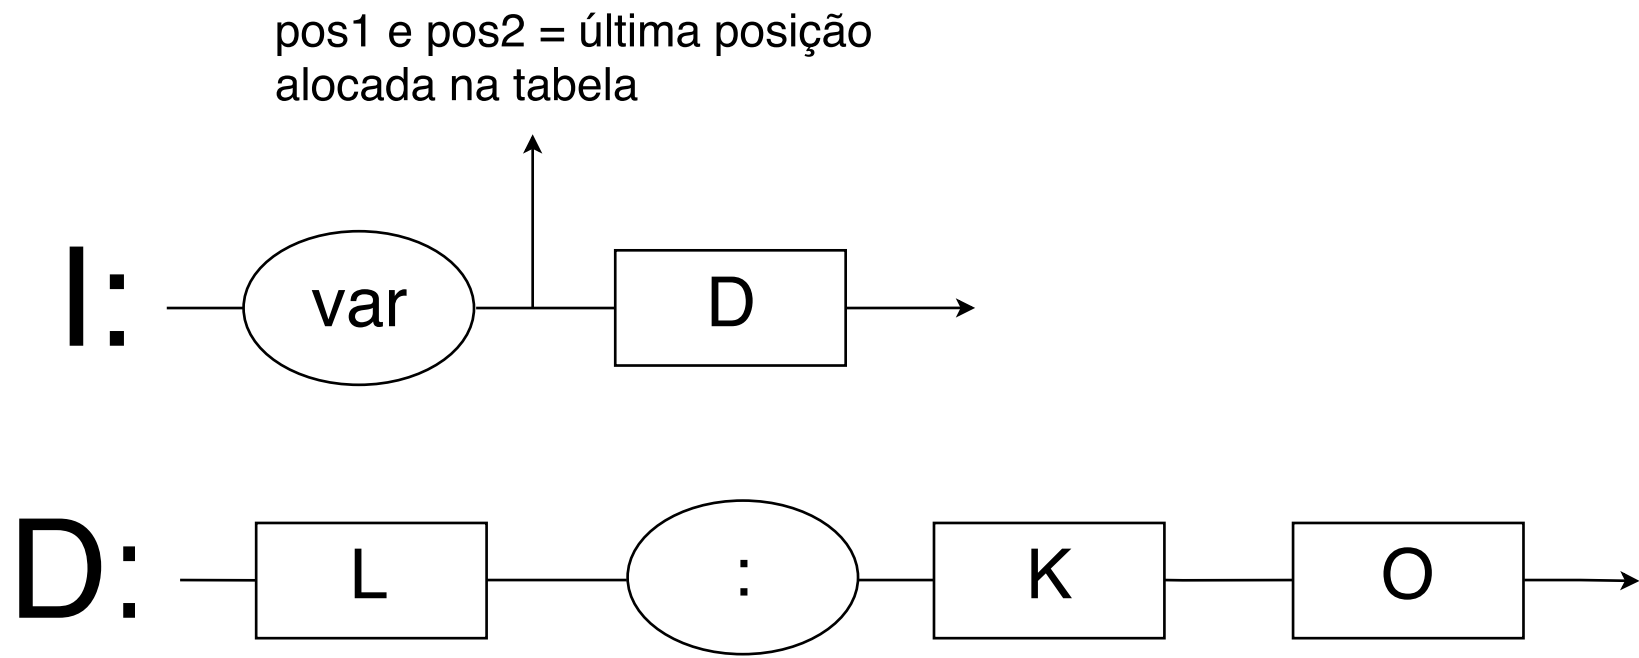 pos1 e pos2 = última posição
alocada na tabela
I: var D
D: L : K O